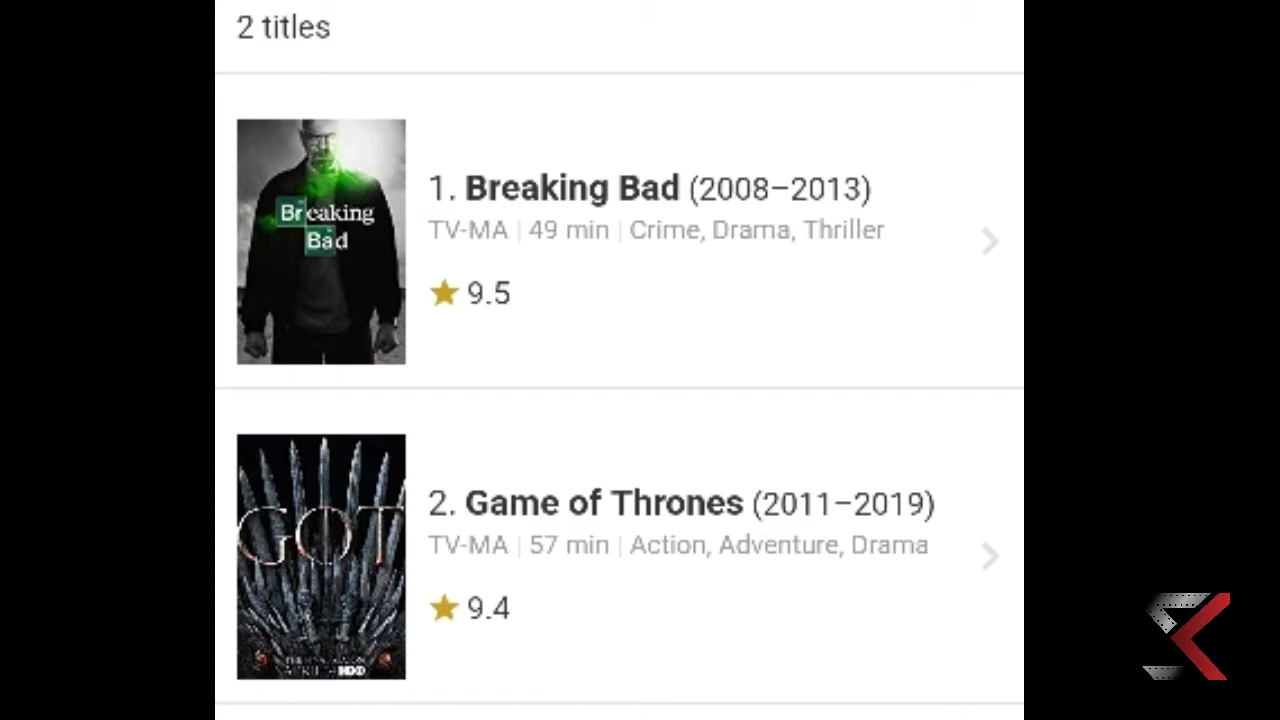 2 titles
Breaking
Bad
1. Breaking Bad (2008–2013)
TV-MA | 49 min | Crime, Drama, Thriller
9.5
GOT
HBO
2. Game of Thrones (2011–2019)
TV-MA | 57 min | Action, Adventure, Drama
9.4